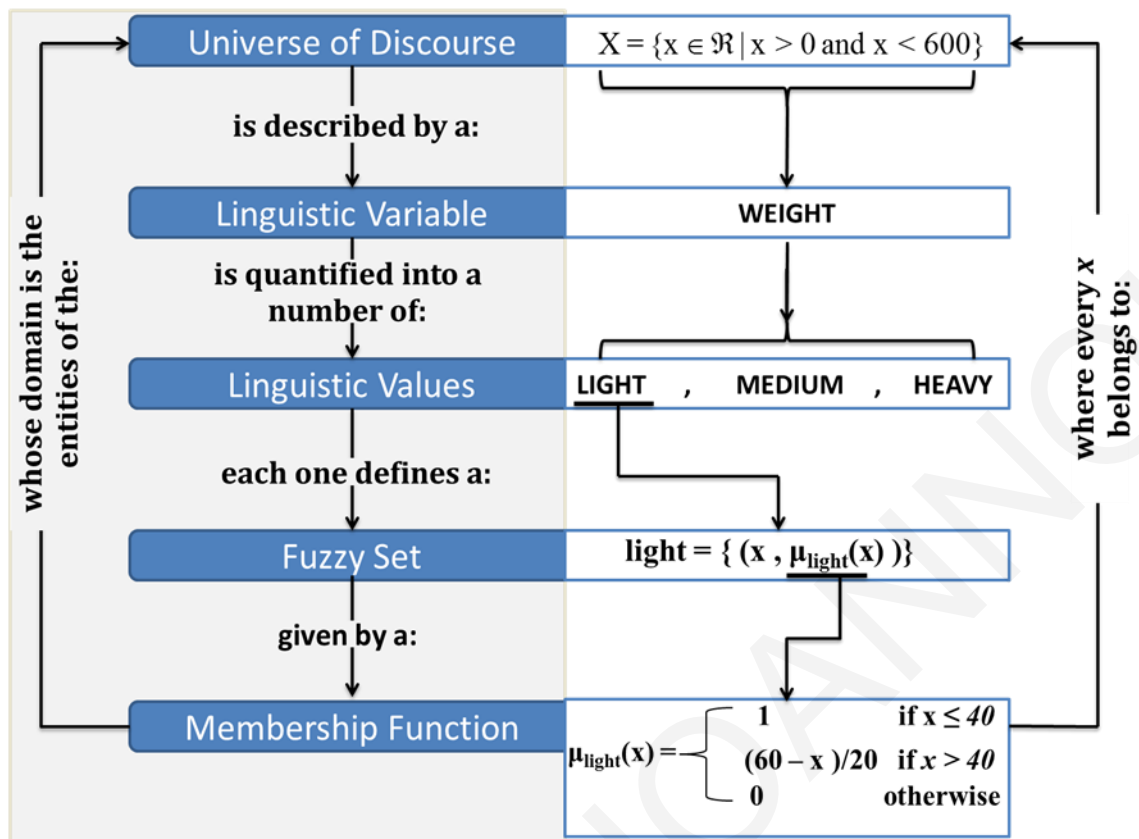 Universe of Discourse
X = {x ∈ ℜ | x > 0 and x < 600}
is described by a:
Linguistic Variable
WEIGHT
is quantified into a
number of:
Linguistic Values
LIGHT , MEDIUM , HEAVY
each one defines a:
Fuzzy Set
light = { (x , μlight(x) )}
given by a:
Membership Function
μlight(x) =
1 if x ≤ 40
(60 – x )/20 if x > 40
0 otherwise
whose domain is the
entities of the:
where every x
belongs to: